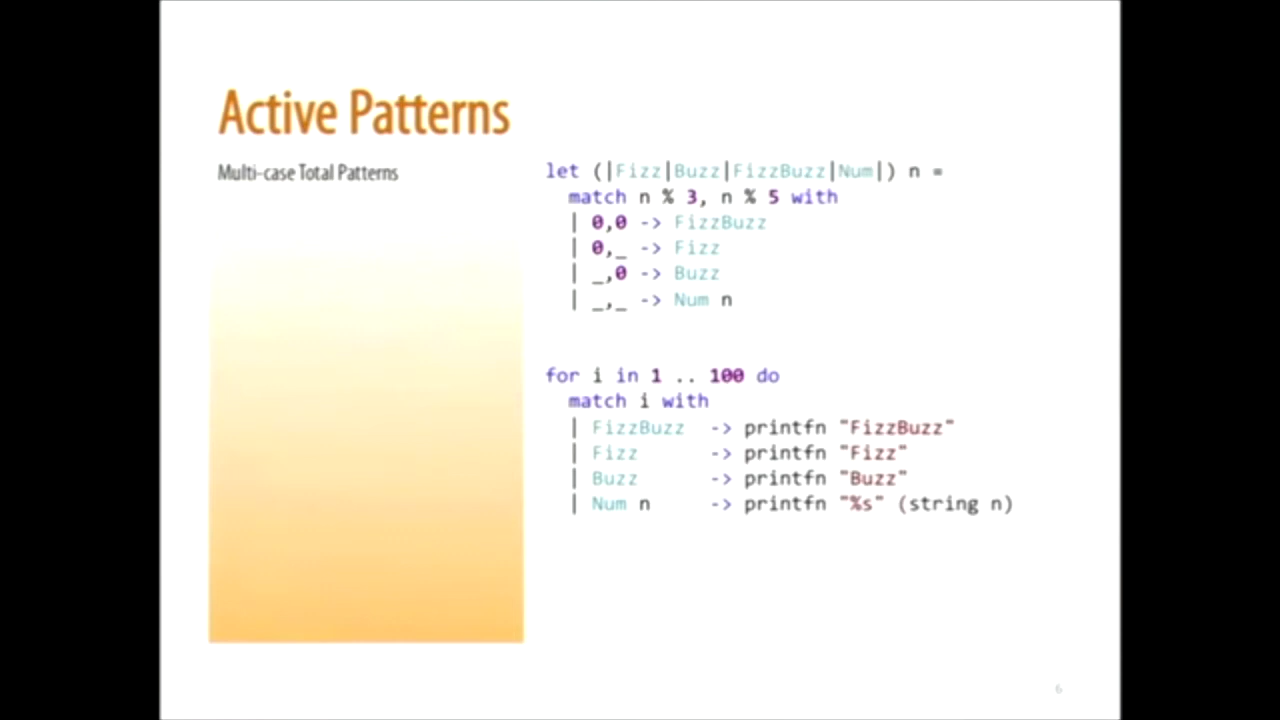 Active Patterns
Multi-case Total Patterns
let (|Fizz|Buzz|FizzBuzz|Num|) n =
match n % 3, n % 5 with
| 0,0 -> FizzBuzz
| 0,_ -> Fizz
| _,0 -> Buzz
| _,_ -> Num n
for i in 1 .. 100 do
match i with
| FizzBuzz -> printfn "FizzBuzz"
| Fizz -> printfn "Fizz"
| Buzz -> printfn "Buzz"
| Num n -> printfn "%s" (string n)
6